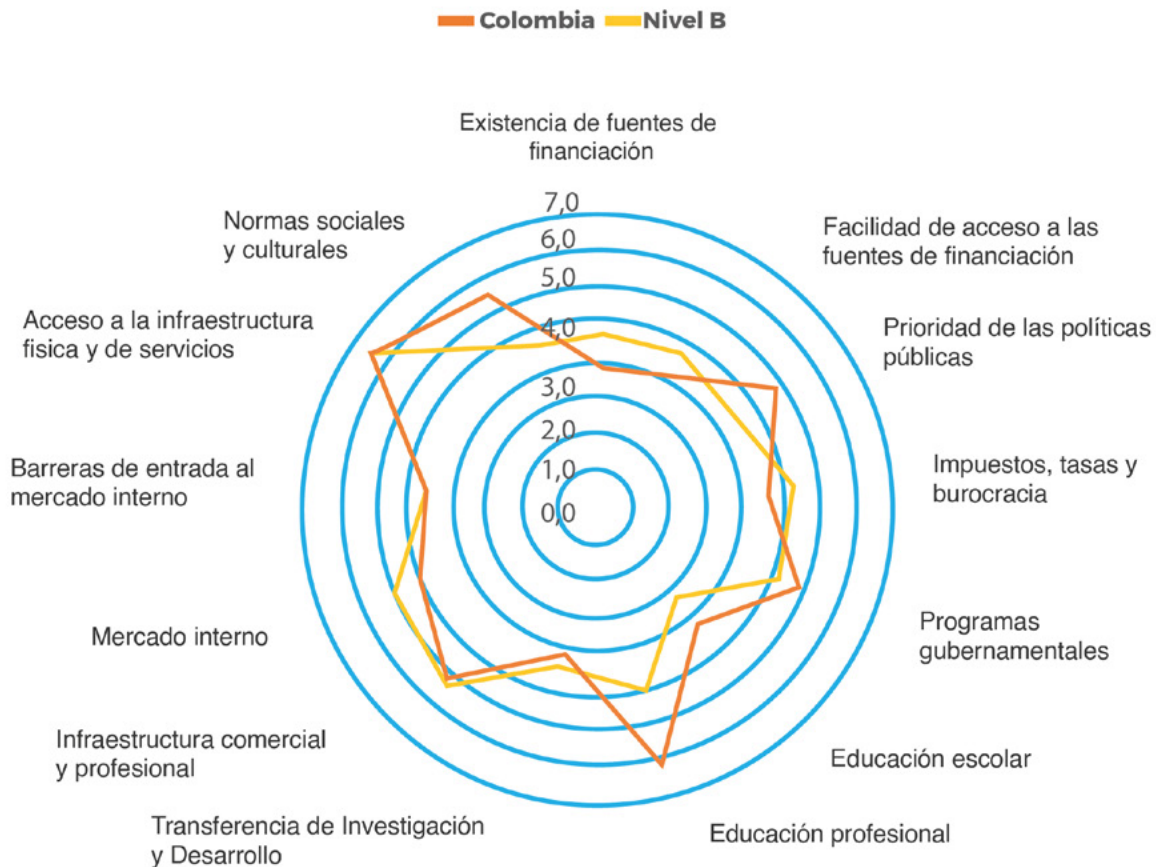 Colombia Nivel B
Existencia de fuentes de
financiación
Facilidad de acceso a las
fuentes de financiación
Prioridad de las políticas
públicas
Impuestos, tasas y
burocracia
Programas
gubernamentales
Educación escolar
Educación profesional
Transferencia de Investigación
y Desarrollo
Infraestructura comercial
y profesional
Mercado interno
Barreras de entrada al
mercado interno
Acceso a la infraestructura
fisica y de servicios
Normas sociales
y culturales
7,0
6,0
5,0
4,0
3,0
2,0
1,0
0,0